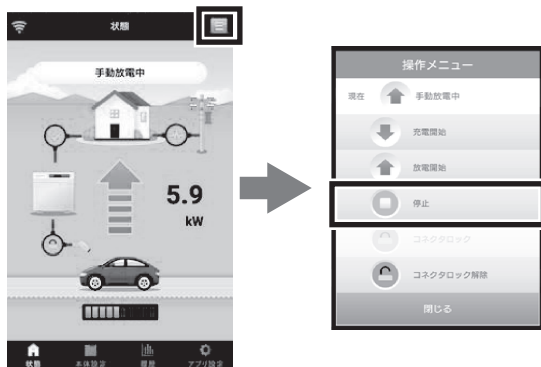 状態
手動放電中
5.9
kW
状態
本体設定
履歴
アプリ設定
操作メニュー
現在 手動放電中
充電開始
放電開始
停止
コネクタロック
コネクタロック解除
閉じる